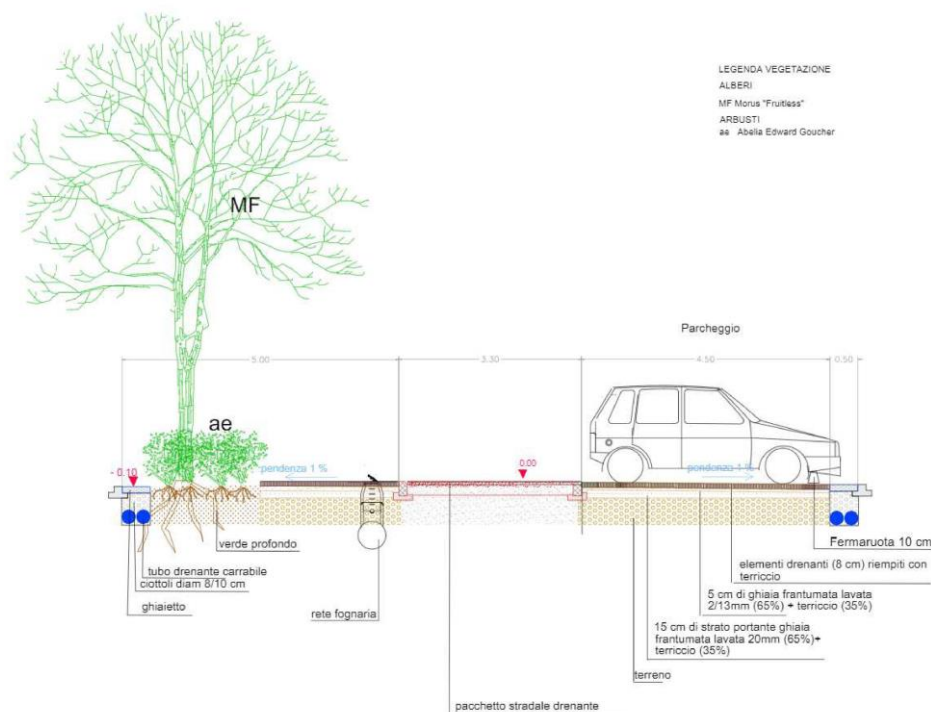 LEGENDA VEGETAZIONE
ALBERI
MF Morus "Fruitless"
ARBUSTI
ae Abelia Edward Goucher
MF
Parcheggio
5.00
3.30
4.50
0.50
ae
- 0.10
pendenza 1 %
0.00
pendenza 1 %
verde profondo
Fermaruota 10 cm
tubo drenante carrabile
ciottoli diam 8/10 cm
elementi drenanti (8 cm) riempiti con
terriccio
ghiaietto
rete fognaria
5 cm di ghiaia frantumata lavata
2/13mm (65%) + terriccio (35%)
15 cm di strato portante ghiaia
frantumata lavata 20mm (65%)+
terriccio (35%)
terreno
pacchetto stradale drenante